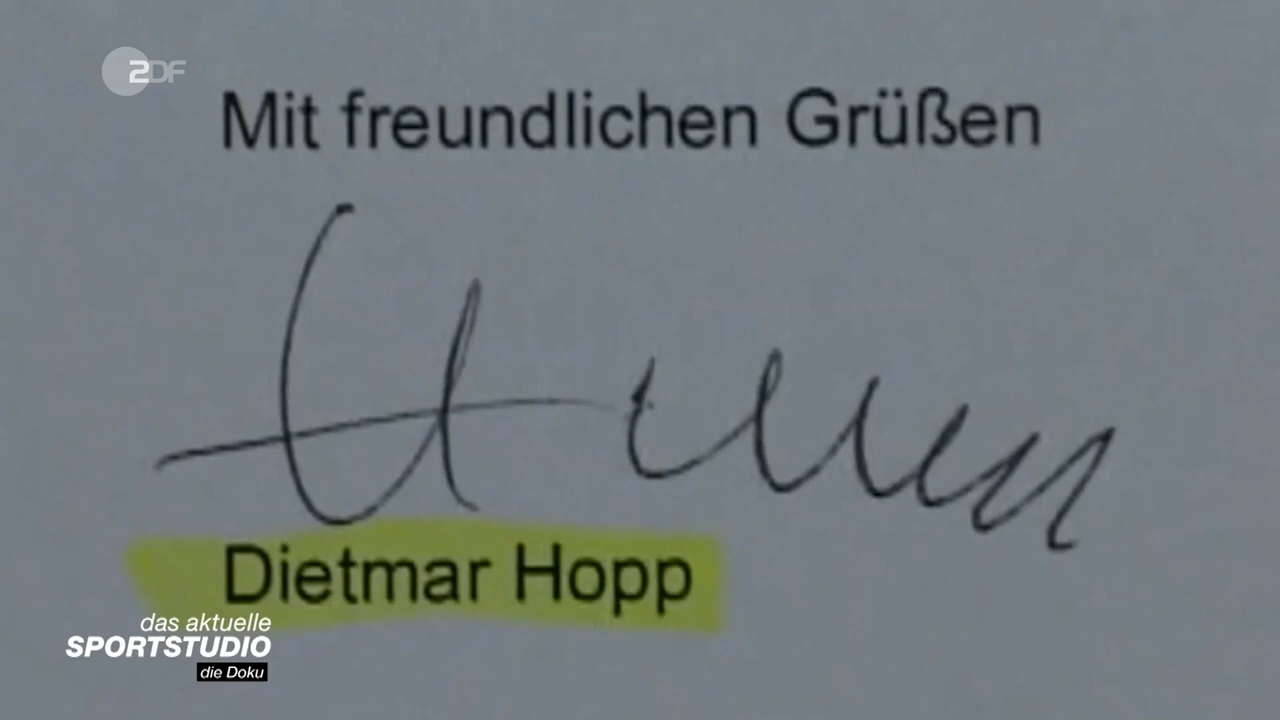 ZDF
Mit freundlichen Grüßen
Dietmar Hopp
das aktuelle
SPORTSTUDIO
die Doku